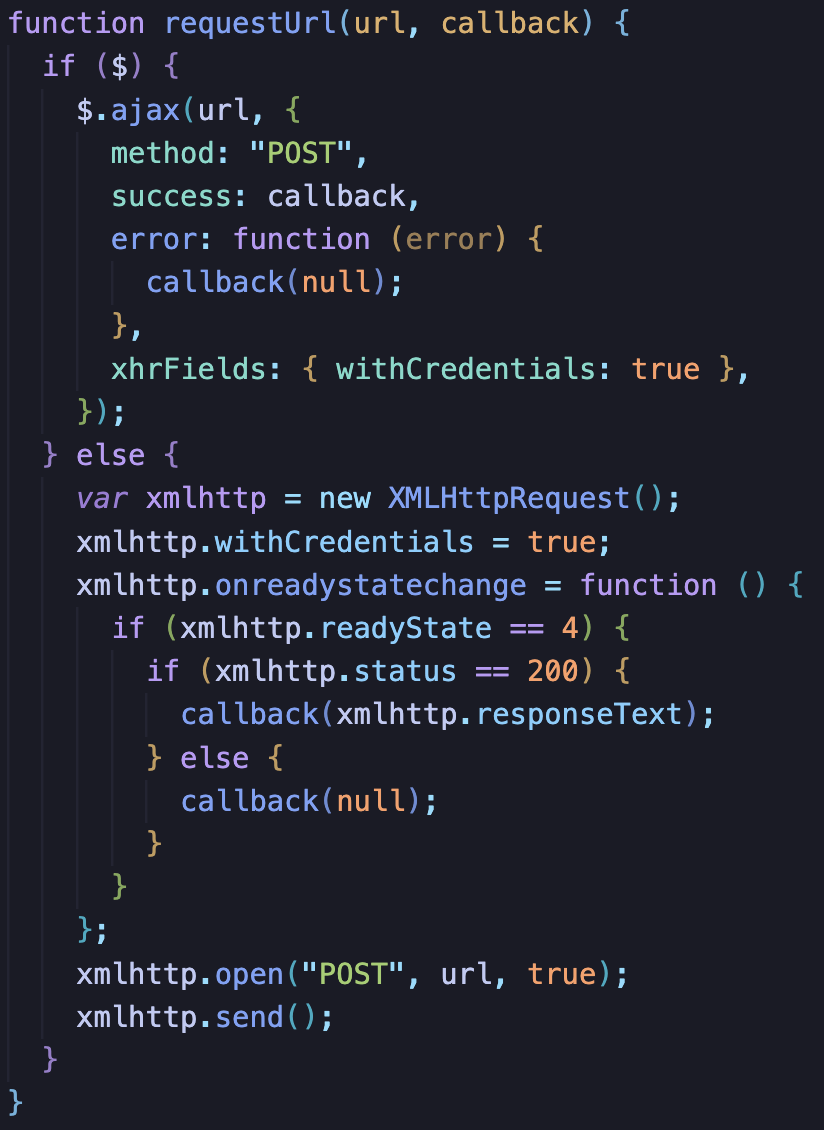 function requestUrl(url, callback) {
  if ($) {
    $.ajax(url, {
      method: "POST",
      success: callback,
      error: function (error) {
        callback(null);
      },
      xhrFields: { withCredentials: true },
    });
  } else {
    var xmlhttp = new XMLHttpRequest();
    xmlhttp.withCredentials = true;
    xmlhttp.onreadystatechange = function () {
      if (xmlhttp.readyState == 4) {
        if (xmlhttp.status == 200) {
          callback(xmlhttp.responseText);
        } else {
          callback(null);
        }
      }
    };
    xmlhttp.open("POST", url, true);
    xmlhttp.send();
  }
}